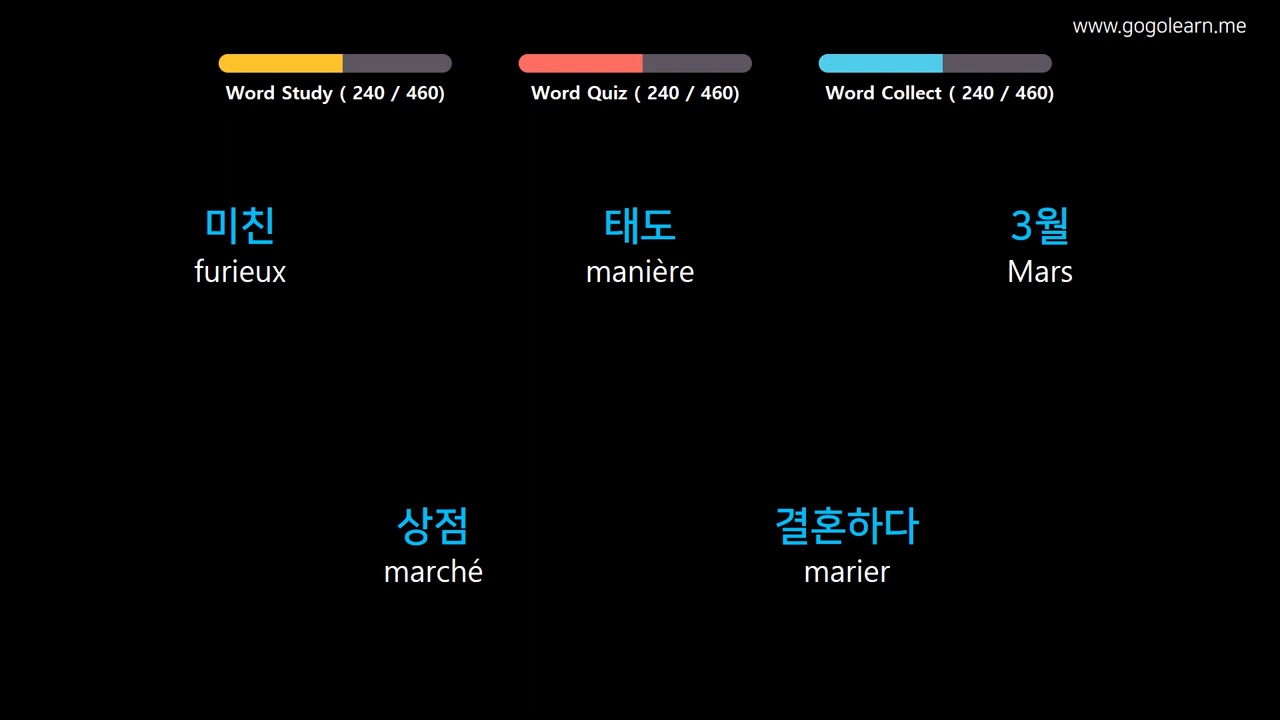 www.gogolearn.me
Word Study ( 240 / 460)
Word Quiz ( 240 / 460)
Word Collect ( 240 / 460)
미친
furieux
태도
manière
3월
Mars
상점
marché
결혼하다
marier